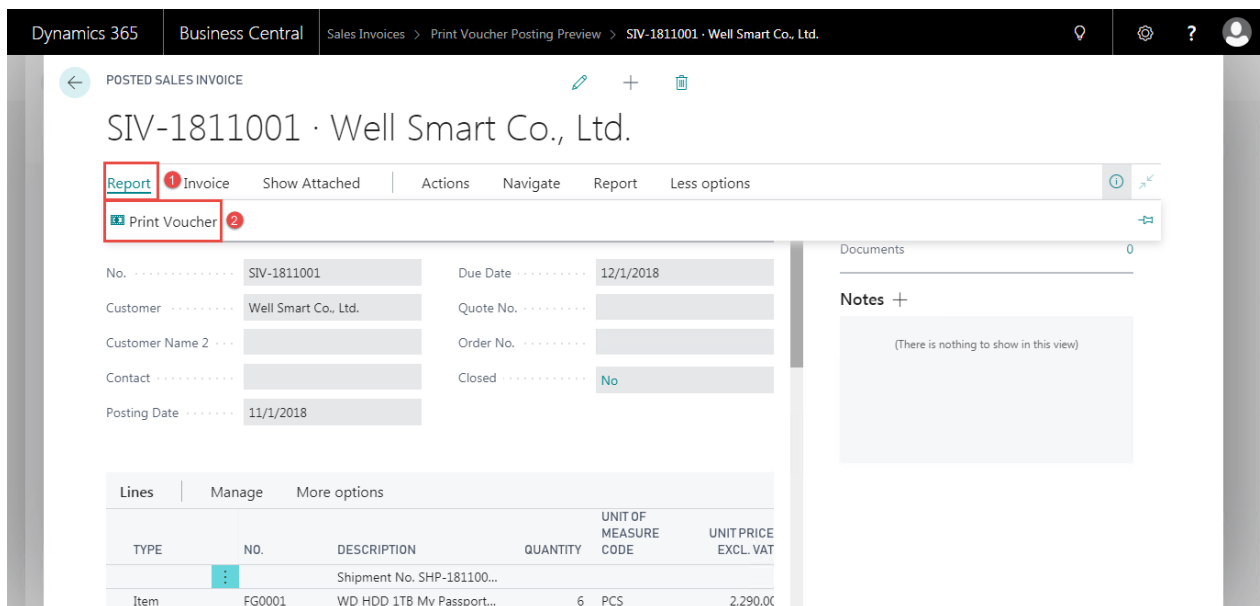 Dynamics 365 Business Central Sales Invoices > Print Voucher Posting Preview > SIV-1811001 · Well Smart Co., Ltd. ?
POSTED SALES INVOICE
SIV-1811001 · Well Smart Co., Ltd.
Report 1 Invoice Show Attached Actions Navigate Report Less options
Print Voucher 2
Documents 0
No. SIV-1811001 Due Date 12/1/2018
Customer Well Smart Co., Ltd. Quote No.
Notes +
Customer Name 2 Order No.
(There is nothing to show in this view)
Contact Closed No
Posting Date 11/1/2018
Lines Manage More options
TYPE NO. DESCRIPTION QUANTITY UNIT OF MEASURE CODE UNIT PRICE EXCL. VAT
Shipment No. SHP-181100...
Item FG0001 WD HDD 1TB My Passport... 6 PCS 2,290.00